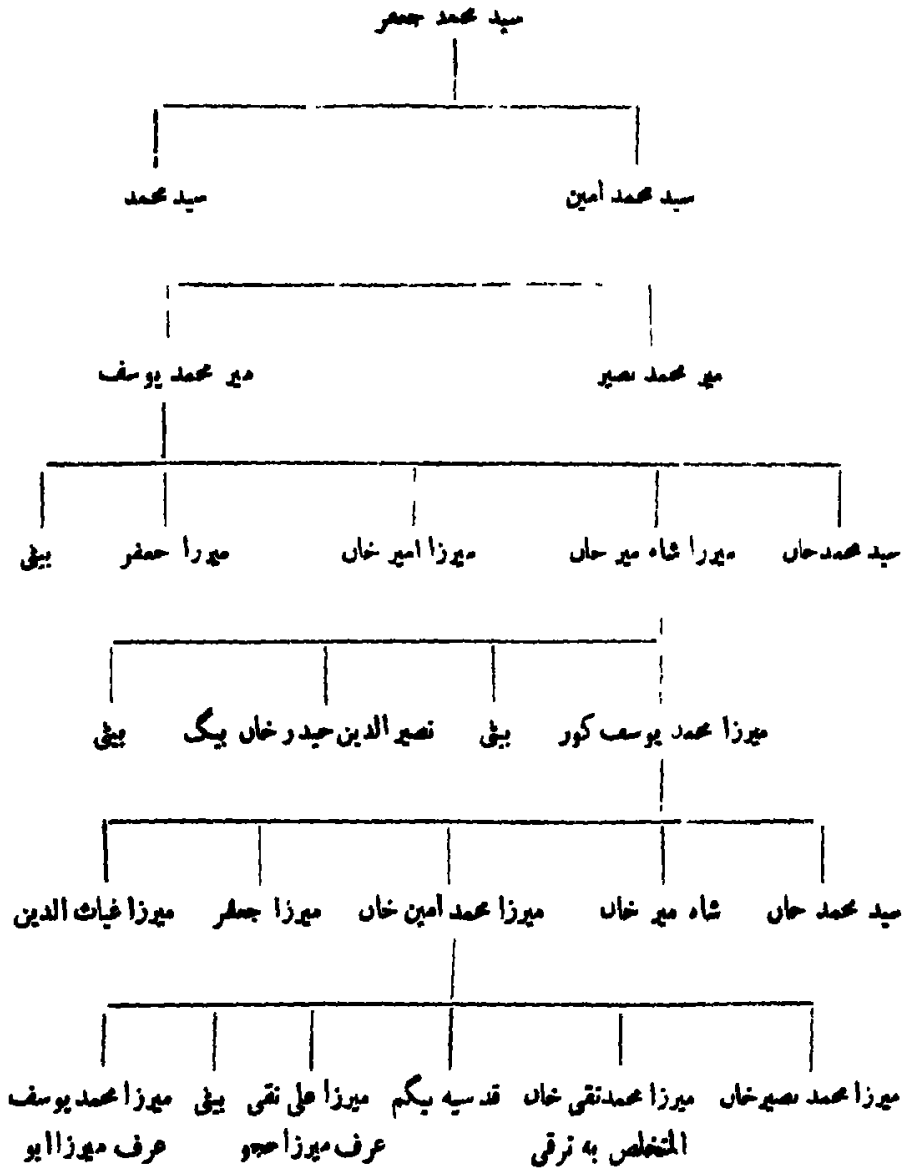 سید محمد جعفر
سید محمد امین سید محمد
میر محمد نصیر میر محمد یوسف
سید محمد خاں میرزا شاہ میر خاں میرزا امیر خاں میرزا جعفر بیٹی
میرزا محمد یوسف کور بیٹی نصیر الدین حیدر خاں بیگ بیٹی
سید محمد خاں شاہ میر خاں میرزا محمد امین خاں میرزا جعفر میرزا غیاث الدین
میرزا محمد نصیر خاں میرزا محمد تقی خاں قدسیہ بیگم میرزا علی نقی بیٹی میرزا محمد یوسف
المتخلص به ترقی عرف میرزا حجو عرف میرزا ابو